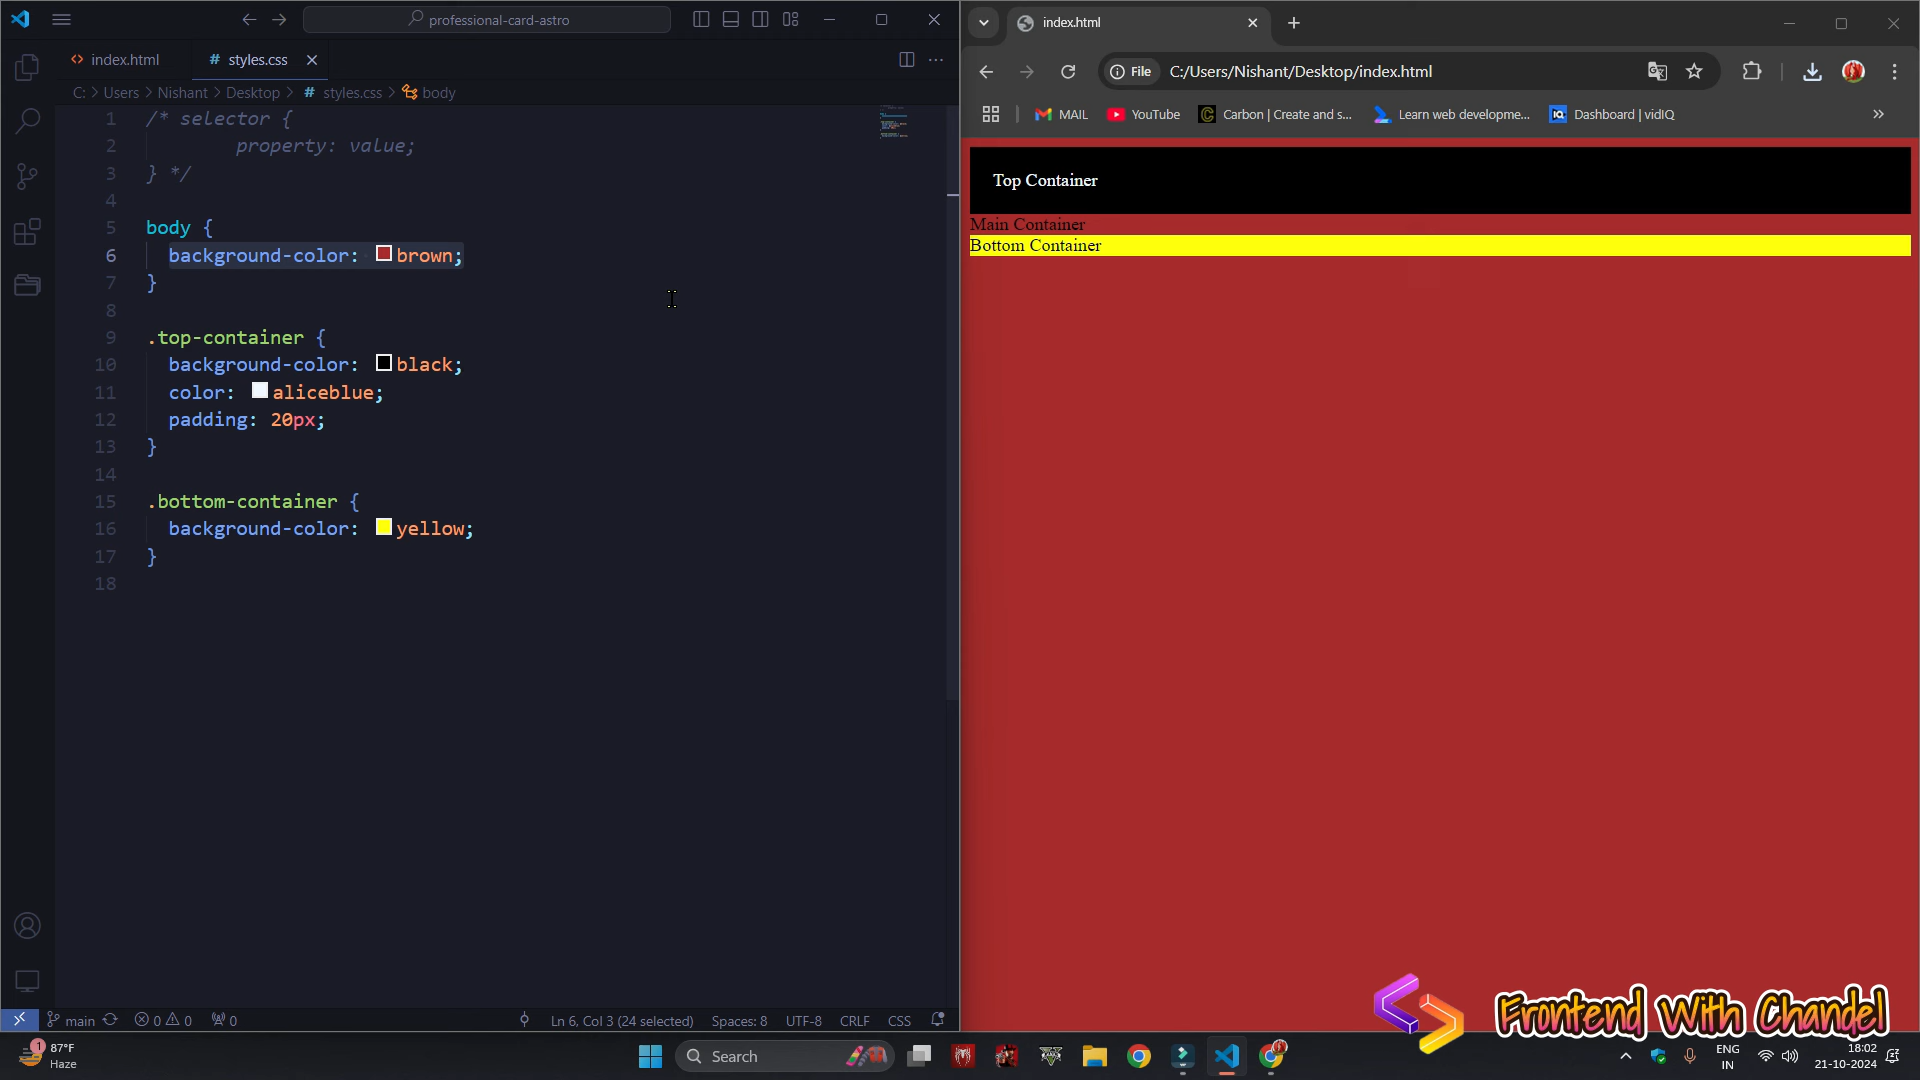 professional-card-astro
index.html
# styles.css
C: > Users > Nishant > Desktop > # styles.css > body
1 /* selector {
2 property: value;
3 } */
4
5 body {
6 background-color: brown;
7 }
8
9 .top-container {
10 background-color: black;
11 color: aliceblue;
12 padding: 20px;
13 }
14
15 .bottom-container {
16 background-color: yellow;
17 }
18
main 0 0 0 Ln 6, Col 3 (24 selected) Spaces: 8 UTF-8 CRLF CSS
index.html
File C:/Users/Nishant/Desktop/index.html
MAIL YouTube Carbon | Create and s... Learn web developme... Dashboard | vidIQ »
Top Container
Main Container
Bottom Container
Frontend With Chandel
1 87°F
Haze
Search
ENG
IN
18:02
21-10-2024